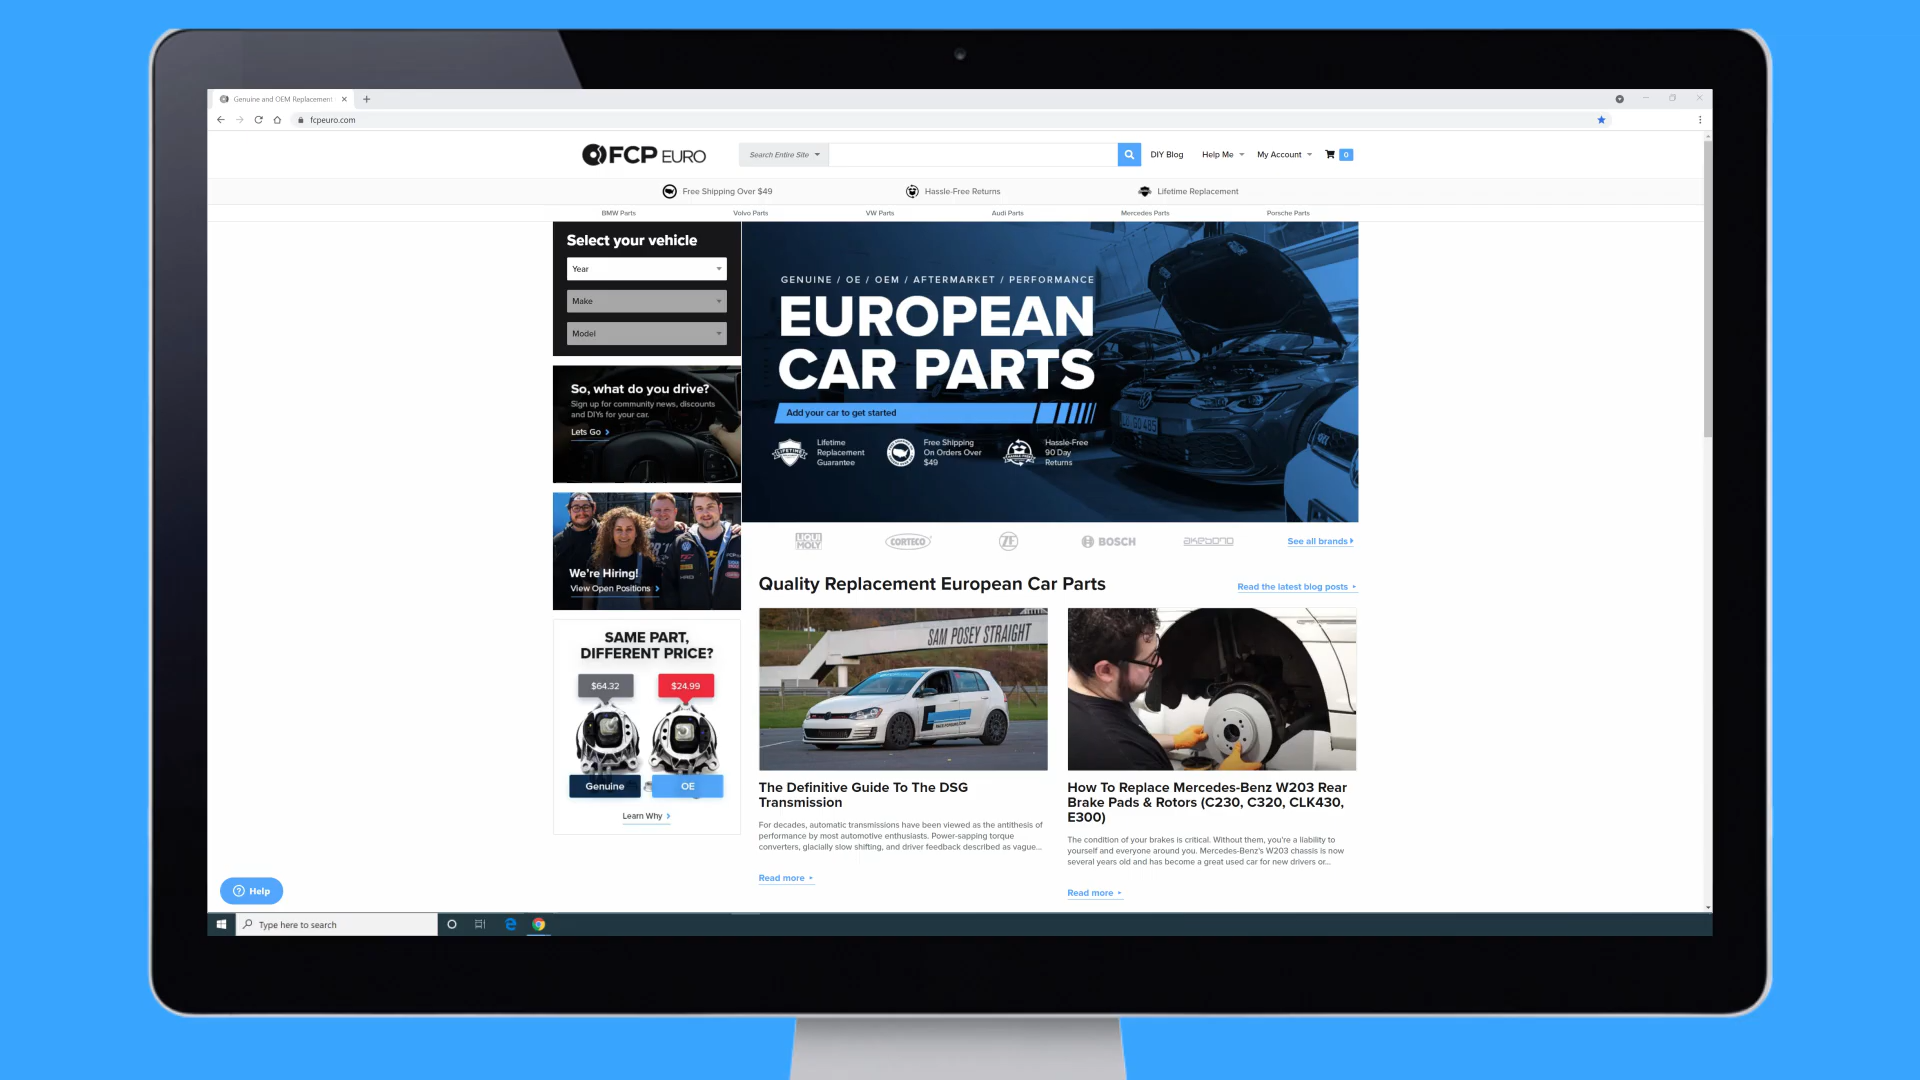 Genuine and OEM Replacement
fcpeuro.com
FCP EURO
Search Entire Site
DIY Blog
Help Me
My Account
0
Free Shipping Over $49
Hassle-Free Returns
Lifetime Replacement
BMW Parts
Volvo Parts
VW Parts
Audi Parts
Mercedes Parts
Porsche Parts
Select your vehicle
Year
Make
Model
GENUINE / OE / OEM / AFTERMARKET / PERFORMANCE
EUROPEAN
CAR PARTS
Add your car to get started
LIFETIME
Lifetime
Replacement
Guarantee
Free Shipping
On Orders Over
$49
Hassle-Free
90 Day
Returns
So, what do you drive?
Sign up for community news, discounts
and DIYs for your car.
Lets Go
We're Hiring!
View Open Positions
LIQUI
MOLY
CORTECO
ZF
BOSCH
akebono
See all brands
Quality Replacement European Car Parts
Read the latest blog posts
SAME PART,
DIFFERENT PRICE?
$64.32
$24.99
Genuine
OE
Learn Why
SAM POSEY STRAIGHT
The Definitive Guide To The DSG
Transmission
For decades, automatic transmissions have been viewed as the antithesis of
performance by most automotive enthusiasts. Power-sapping torque
converters, glacially slow shifting, and driver feedback described as vague...
Read more
How To Replace Mercedes-Benz W203 Rear
Brake Pads & Rotors (C230, C320, CLK430,
E300)
The condition of your brakes is critical. Without them, you're a liability to
yourself and everyone around you. Mercedes-Benz's W203 chassis is now
several years old and has become a great used car for new drivers or...
Read more
Help
Type here to search